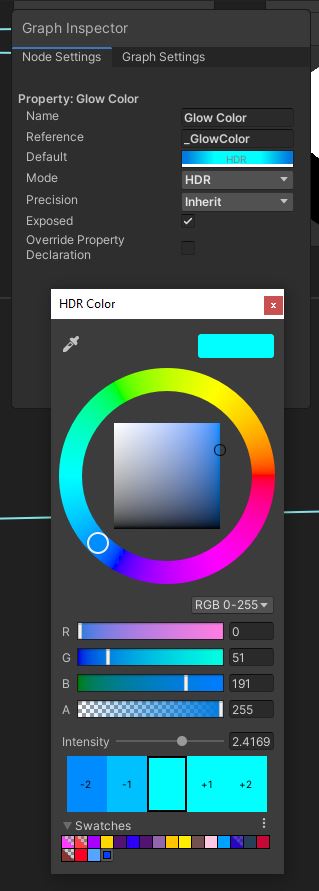 Graph Inspector
Node Settings Graph Settings
Property: Glow Color
Name Glow Color
Reference _GlowColor
Default HDR
Mode HDR
Precision Inherit
Exposed
Override Property
Declaration
HDR Color x
RGB 0-255
R 0
G 51
B 191
A 255
Intensity 2.4169
-2 -1 +1 +2
Swatches